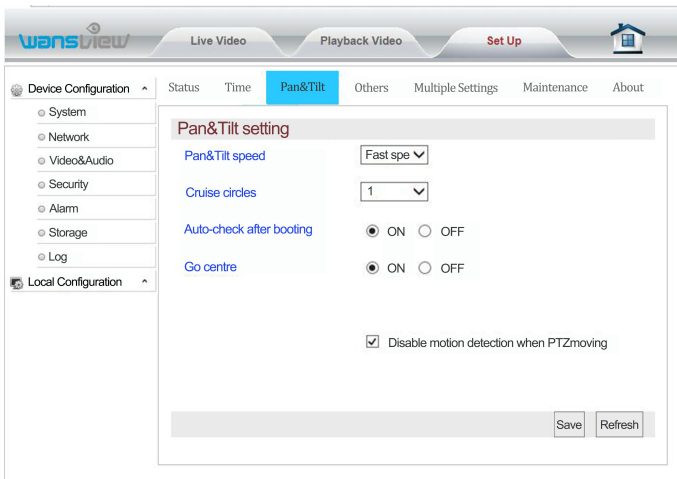 wansview
Live Video Playback Video Set Up
Device Configuration
System
Network
Video&Audio
Security
Alarm
Storage
Log
Local Configuration
Status Time Pan&Tilt Others Multiple Settings Maintenance About
Pan&Tilt setting
Pan&Tilt speed Fast spe
Cruise circles 1
Auto-check after booting ON OFF
Go centre ON OFF
Disable motion detection when PTZmoving
Save Refresh